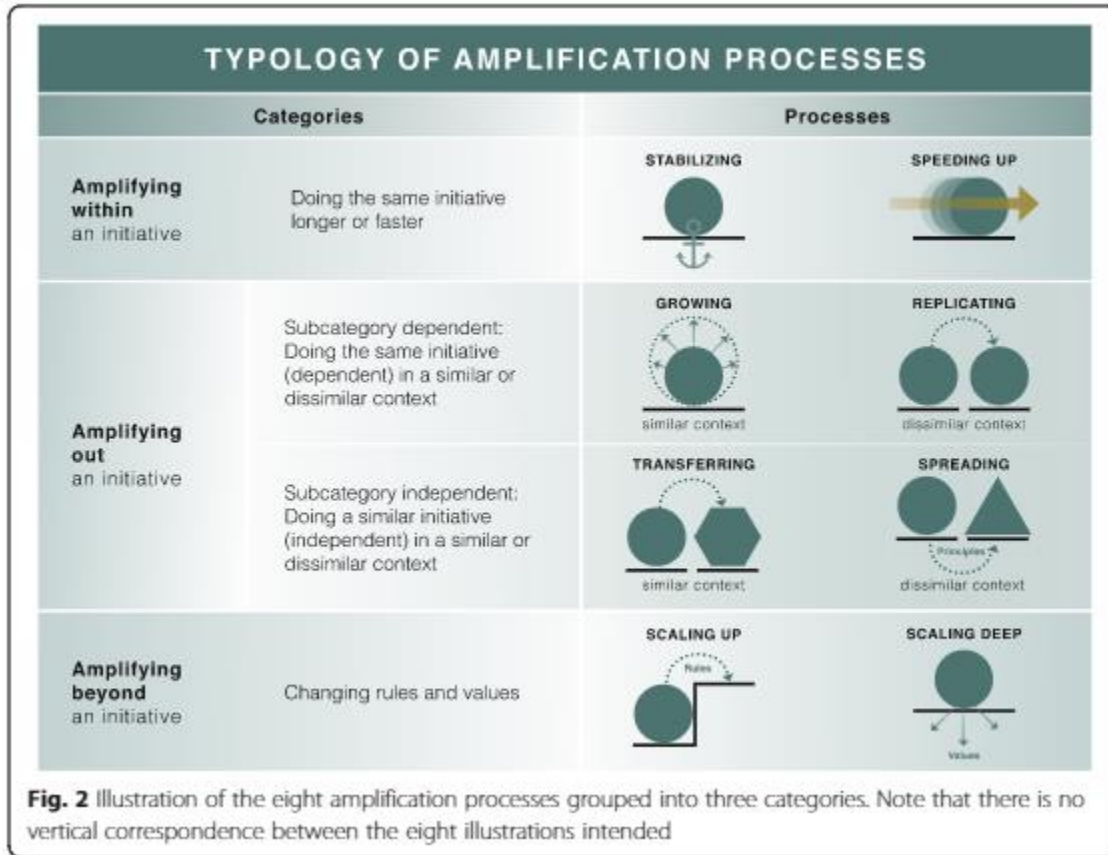 TYPOLOGY OF AMPLIFICATION PROCESSES
Categories
Processes
Amplifying
within
an initiative
Doing the same initiative
longer or faster
STABILIZING
SPEEDING UP
Amplifying
out
an initiative
Subcategory dependent:
Doing the same initiative
(dependent) in a similar or
dissimilar context
GROWING
similar context
REPLICATING
dissimilar context
Subcategory independent:
Doing a similar initiative
(independent) in a similar or
dissimilar context
TRANSFERRING
similar context
SPREADING
Principles
dissimilar context
Amplifying
beyond
an initiative
Changing rules and values
SCALING UP
Rules
SCALING DEEP
Values
Fig. 2 Illustration of the eight amplification processes grouped into three categories. Note that there is no
vertical correspondence between the eight illustrations intended